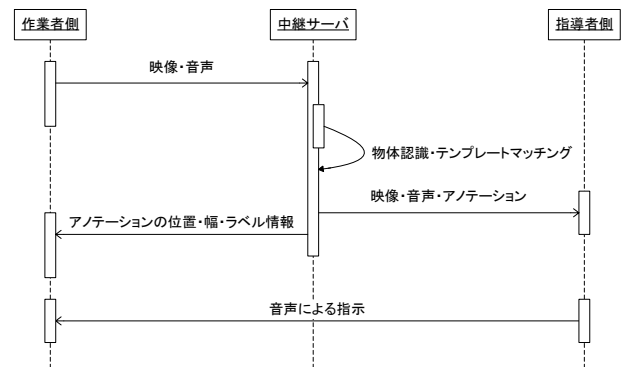 作業者側
中継サーバ
指導者側
映像・音声
物体認識・テンプレートマッチング
映像・音声・アノテーション
アノテーションの位置・幅・ラベル情報
音声による指示